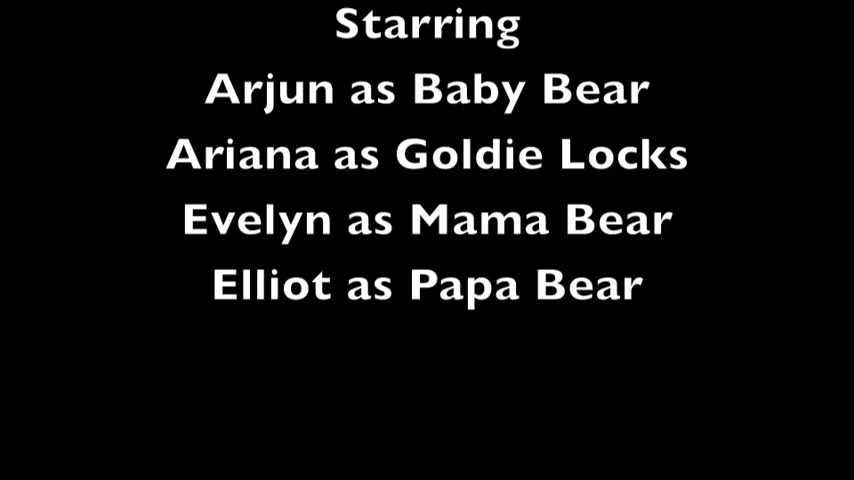 Starring
Arjun as Baby Bear
Ariana as Goldie Locks
Evelyn as Mama Bear
Elliot as Papa Bear